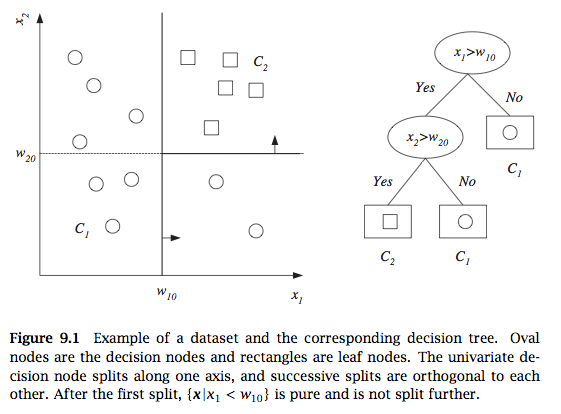 x2
C2
w20
C1
w10
x1
x1>w10
Yes
No
x2>w20
C1
Yes
No
C2
C1
Figure 9.1 Example of a dataset and the corresponding decision tree. Oval
nodes are the decision nodes and rectangles are leaf nodes. The univariate de-
cision node splits along one axis, and successive splits are orthogonal to each
other. After the first split, {x|x1 < w10} is pure and is not split further.